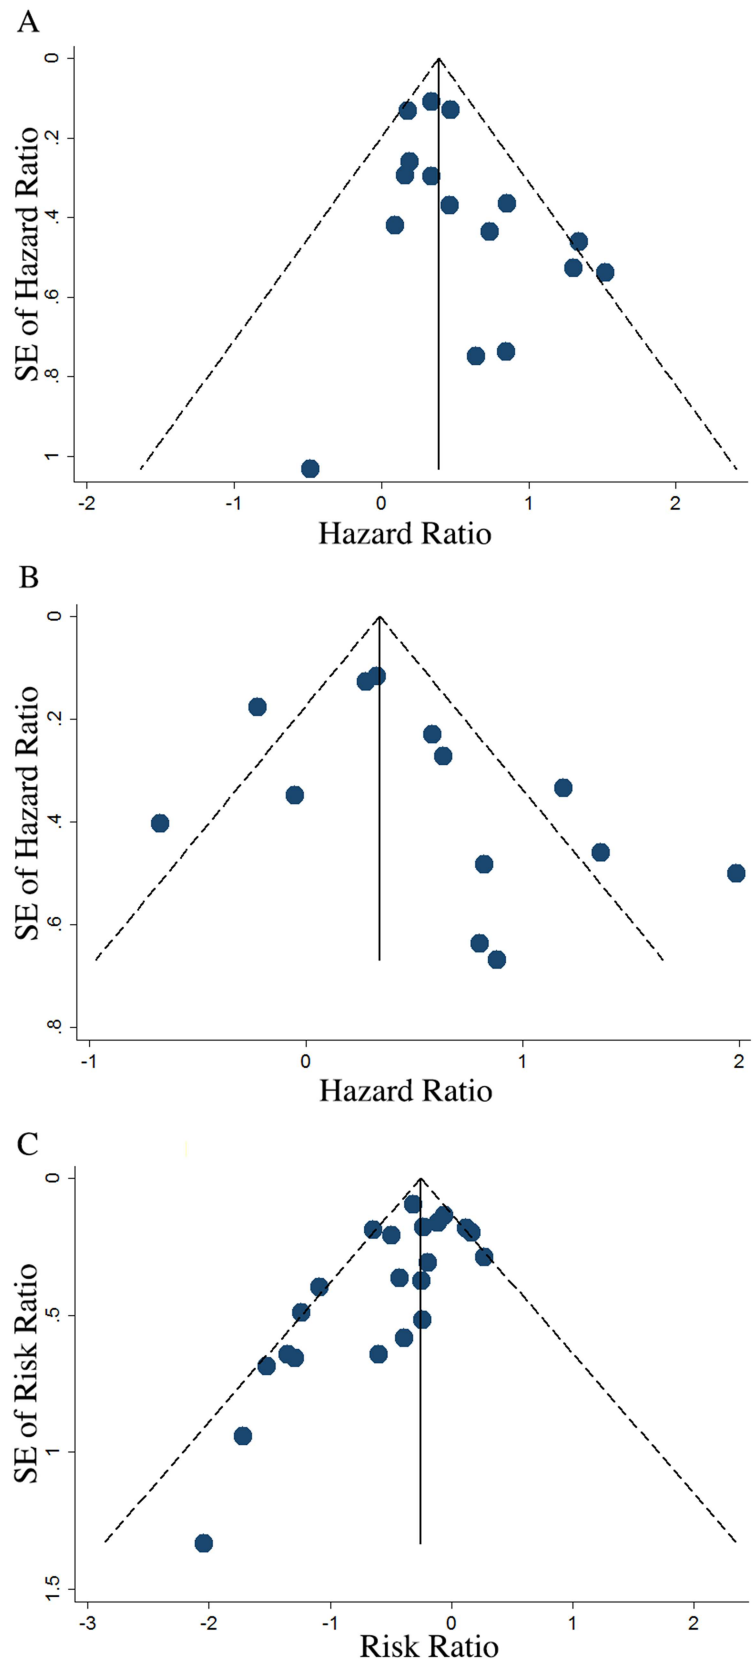 A
SE of Hazard Ratio
0
.2
.4
.6
.8
1
-2 -1 0 1 2
Hazard Ratio
B
SE of Hazard Ratio
0
.2
.4
.6
.8
-1 0 1 2
Hazard Ratio
C
SE of Risk Ratio
0
.5
1
1.5
-3 -2 -1 0 1 2
Risk Ratio